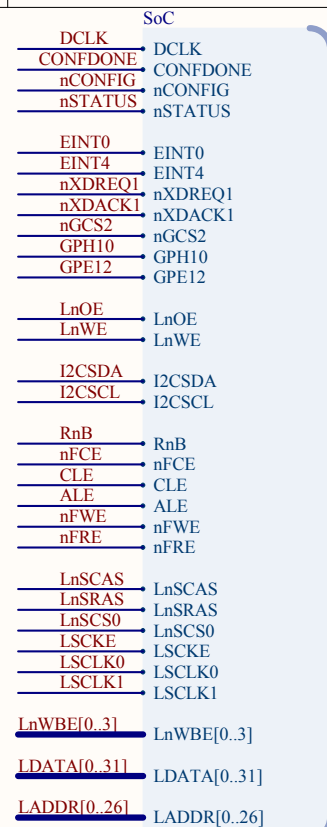 SoC
DCLK DCLK
CONFDONE CONFDONE
nCONFIG nCONFIG
nSTATUS nSTATUS
EINT0 EINT0
EINT4 EINT4
nXDREQ1 nXDREQ1
nXDACK1 nXDACK1
nGCS2 nGCS2
GPH10 GPH10
GPE12 GPE12
LnOE LnOE
LnWE LnWE
I2CSDA I2CSDA
I2CSCL I2CSCL
RnB RnB
nFCE nFCE
CLE CLE
ALE ALE
nFWE nFWE
nFRE nFRE
LnSCAS LnSCAS
LnSRAS LnSRAS
LnSCS0 LnSCS0
LSCKE LSCKE
LSCLK0 LSCLK0
LSCLK1 LSCLK1
LnWBE[0..3] LnWBE[0..3]
LDATA[0..31] LDATA[0..31]
LADDR[0..26] LADDR[0..26]